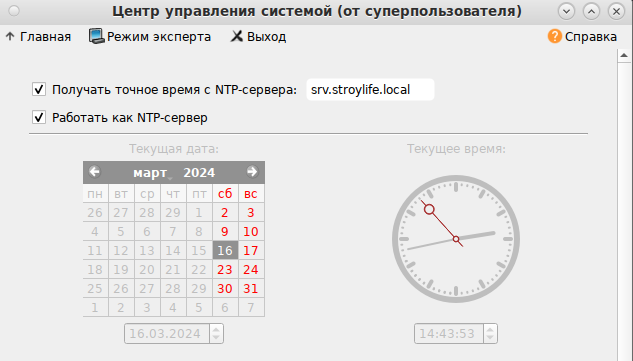 Центр управления системой (от суперпользователя)
Главная Режим эксперта Выход Справка
Получать точное время с NTP-сервера: srv.stroylife.local
Работать как NTP-сервер
Текущая дата: Текущее время:
март 2024
пн вт ср чт пт сб вс
26 27 28 29 1 2 3
4 5 6 7 8 9 10
11 12 13 14 15 16 17
18 19 20 21 22 23 24
25 26 27 28 29 30 31
1 2 3 4 5 6 7
16.03.2024 14:43:53